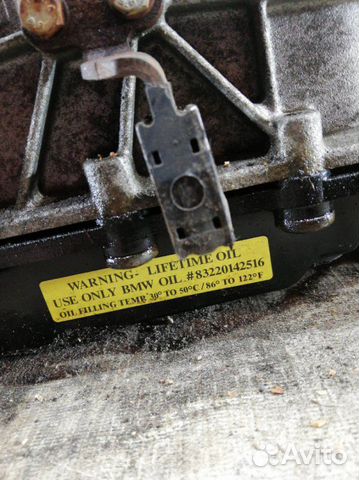 WARNING- LIFETIME OIL
USE ONLY BMW OIL #83220142516
OIL FILLING TEMP. 30° TO 50°C/86° TO 122°F
Avito